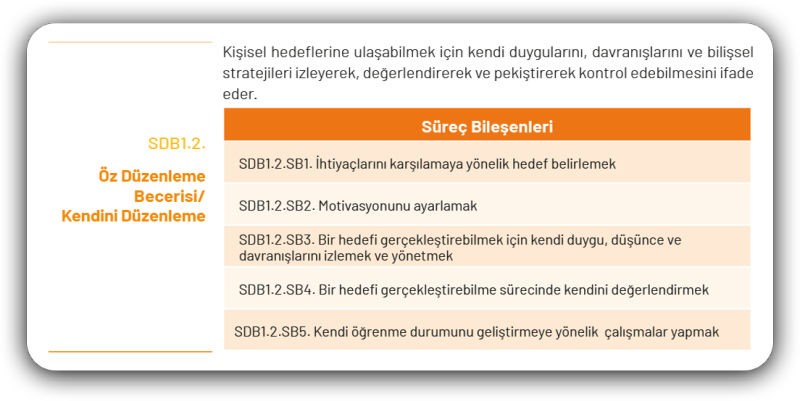 Kişisel hedeflerine ulaşabilmek için kendi duygularını, davranışlarını ve bilişsel
stratejileri izleyerek, değerlendirerek ve pekiştirerek kontrol edebilmesini ifade
eder.
SDB1.2.
Öz Düzenleme
Becerisi/
Kendini Düzenleme
Süreç Bileşenleri
SDB1.2.SB1. İhtiyaçlarını karşılamaya yönelik hedef belirlemek
SDB1.2.SB2. Motivasyonunu ayarlamak
SDB1.2.SB3. Bir hedefi gerçekleştirebilmek için kendi duygu, düşünce ve
davranışlarını izlemek ve yönetmek
SDB1.2.SB4. Bir hedefi gerçekleştirebilme sürecinde kendini değerlendirmek
SDB1.2.SB5. Kendi öğrenme durumunu geliştirmeye yönelik çalışmalar yapmak